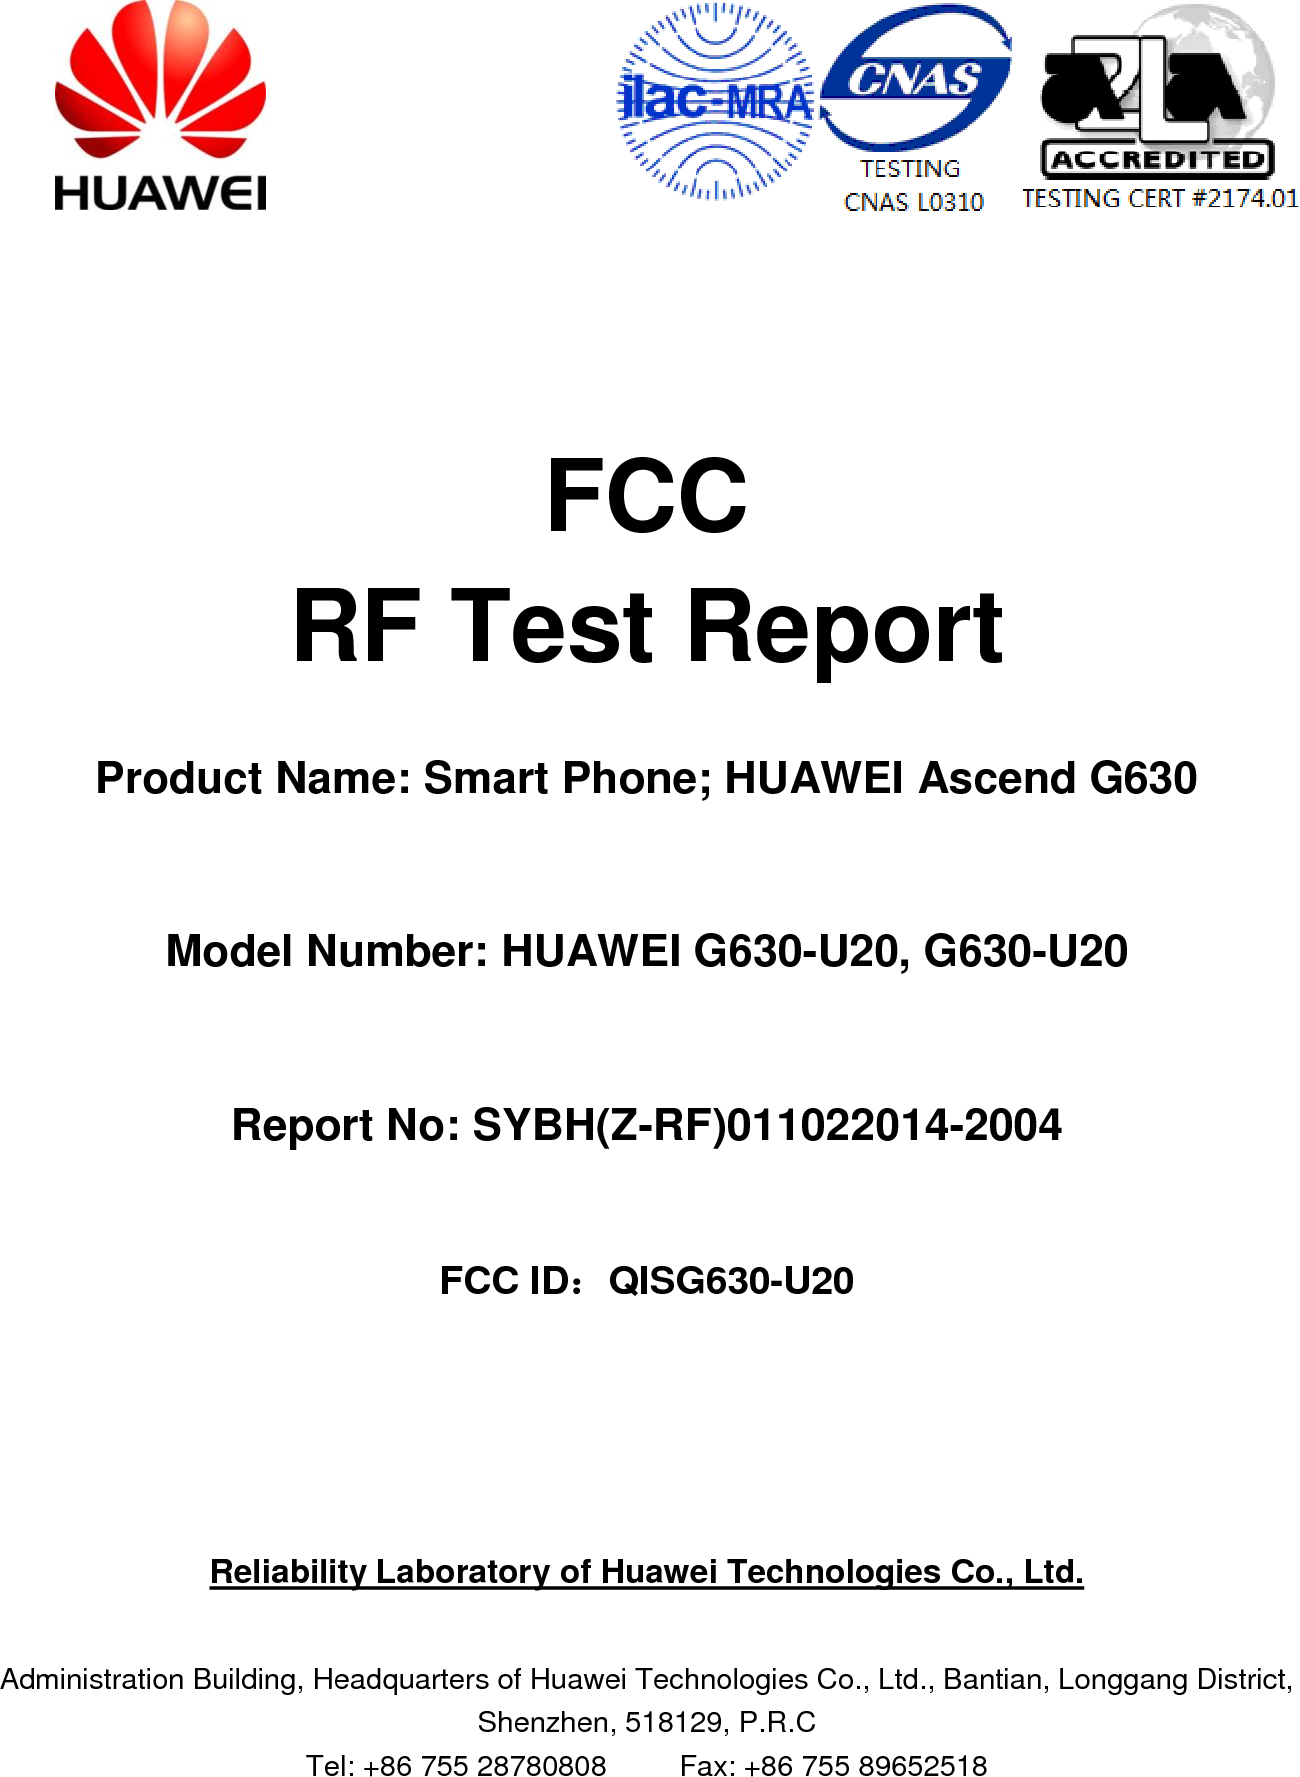 HUAWEI
ilac-MRA
CNAS
TESTING
CNAS L0310
A2LA
ACCREDITED
TESTING CERT #2174.01
FCC
RF Test Report
Product Name: Smart Phone; HUAWEI Ascend G630
Model Number: HUAWEI G630-U20, G630-U20
Report No: SYBH(Z-RF)011022014-2004
FCC ID：QISG630-U20
Reliability Laboratory of Huawei Technologies Co., Ltd.
Administration Building, Headquarters of Huawei Technologies Co., Ltd., Bantian, Longgang District,
Shenzhen, 518129, P.R.C
Tel: +86 755 28780808 Fax: +86 755 89652518